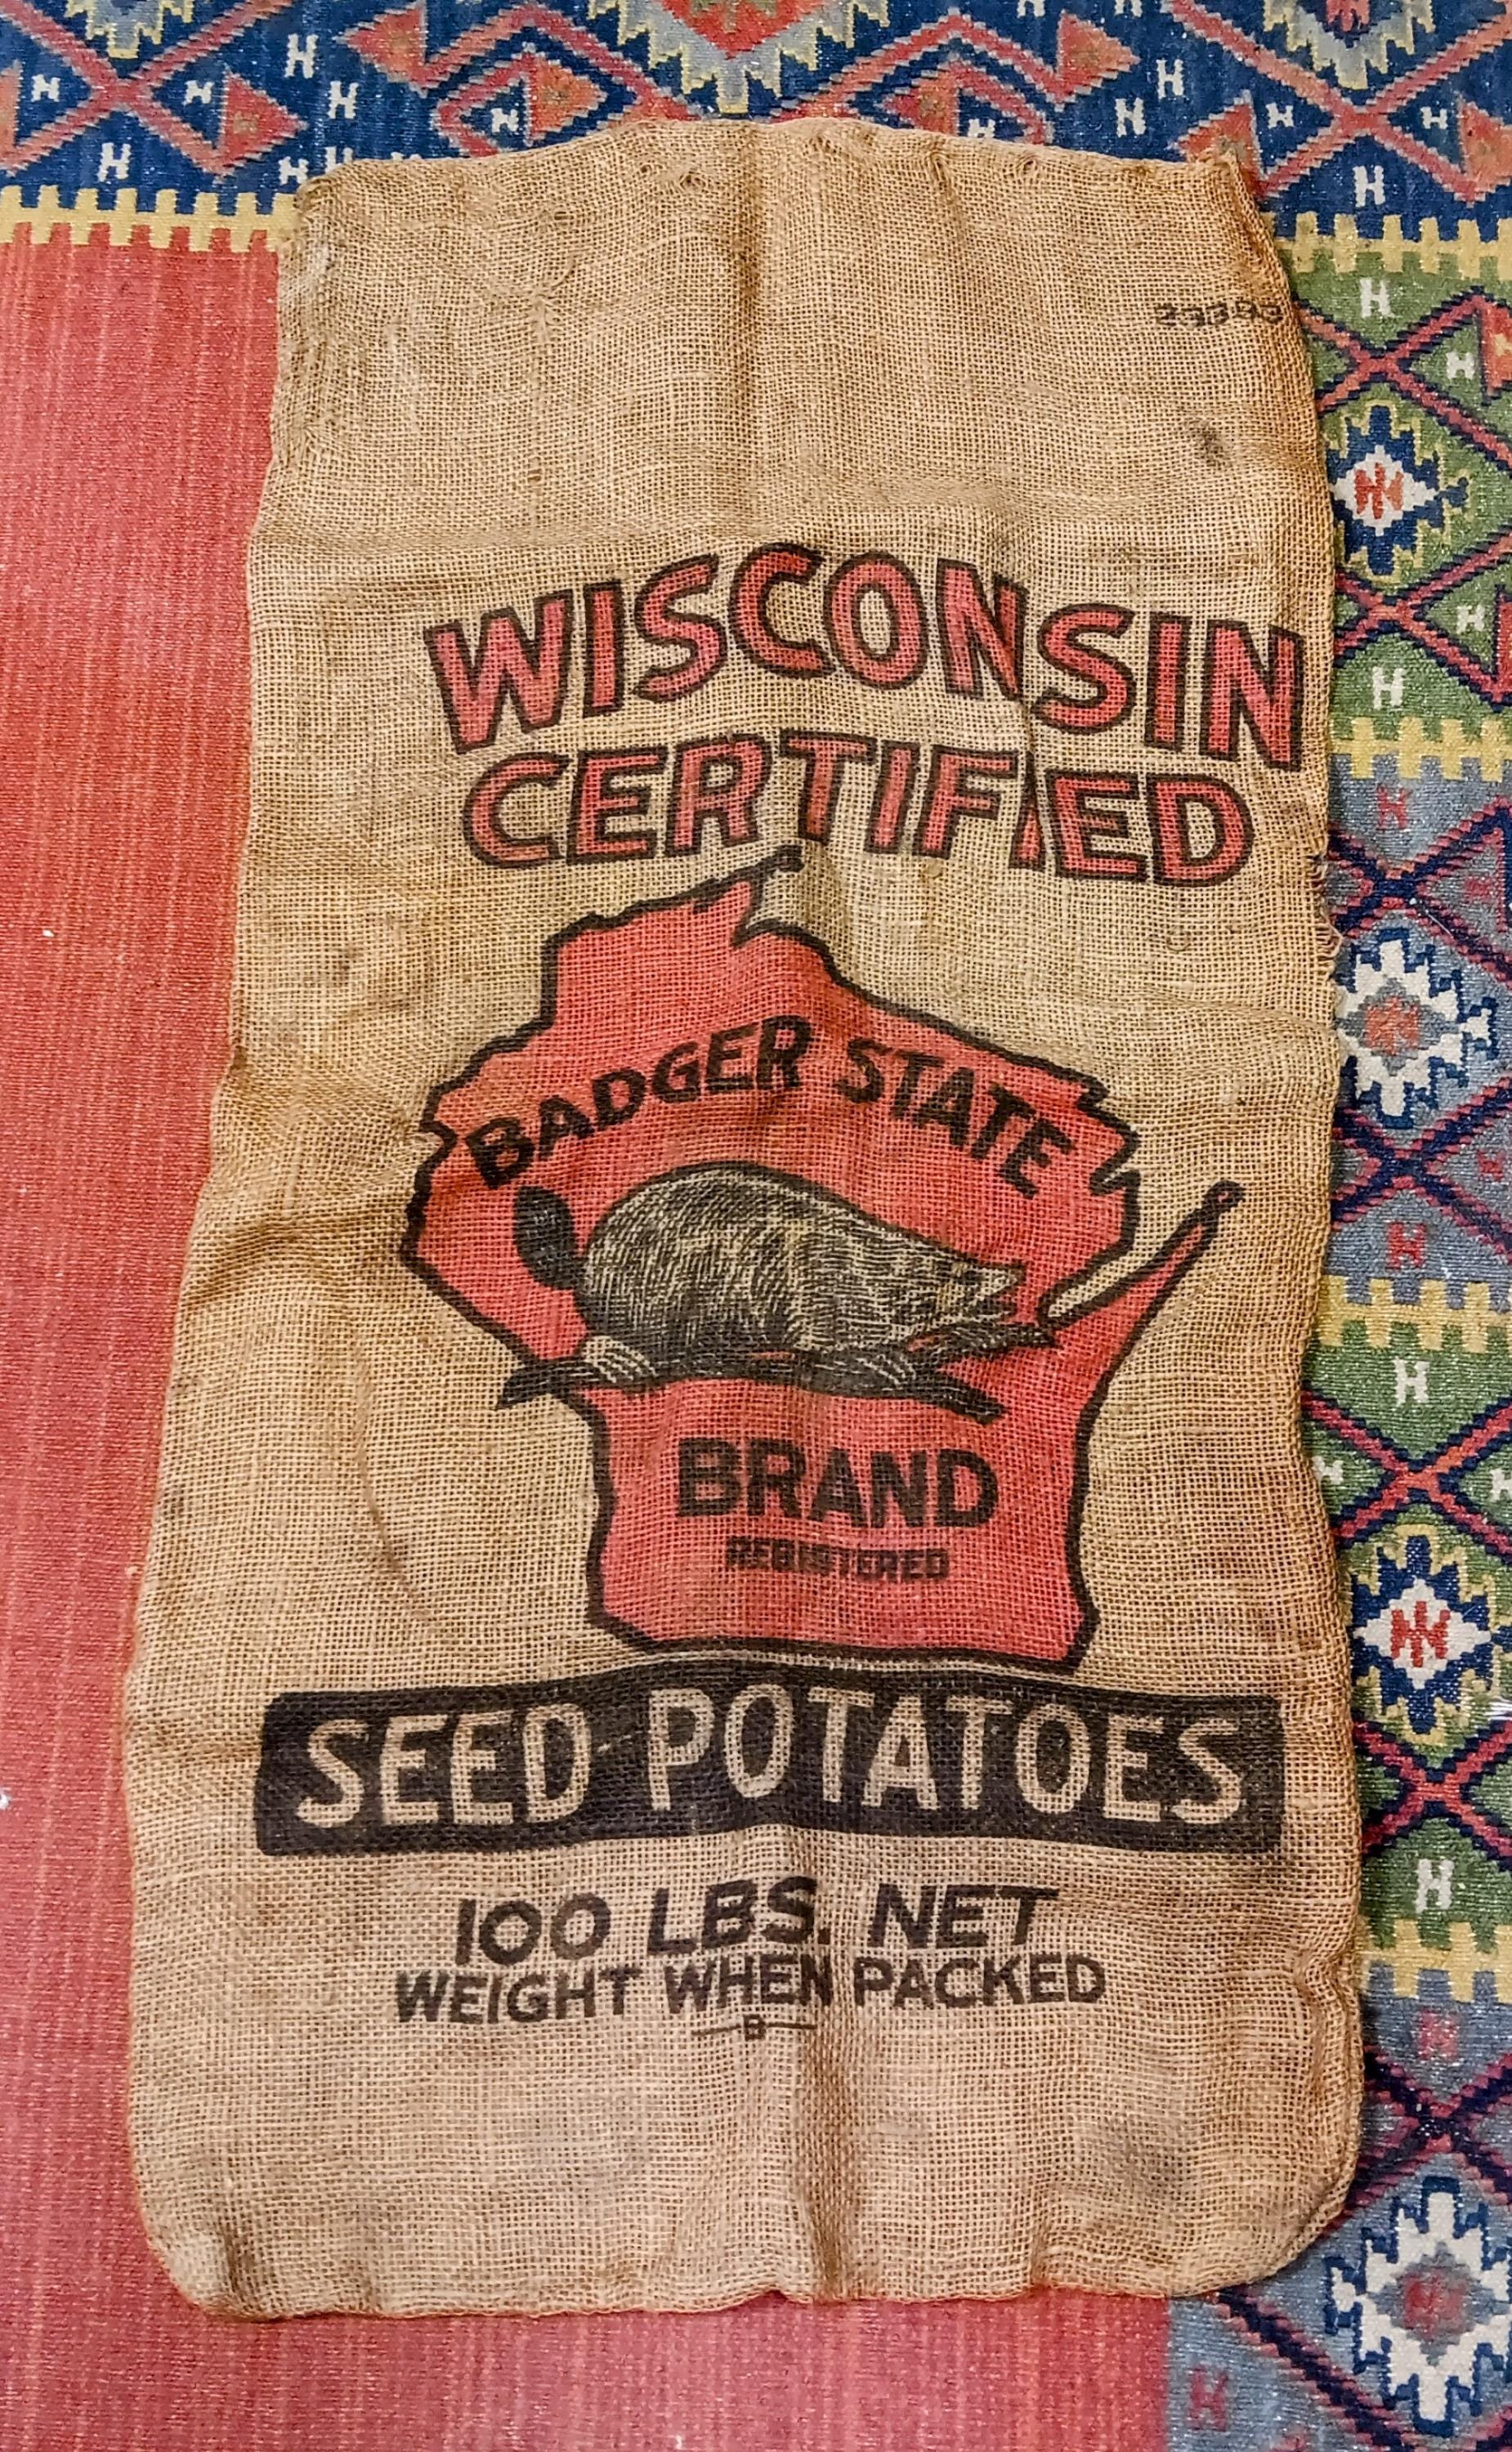 WISCONSIN
CERTIFIED
BADGER STATE
BRAND
REGISTERED
SEED POTATOES
100 LBS. NET
WEIGHT WHEN PACKED
B